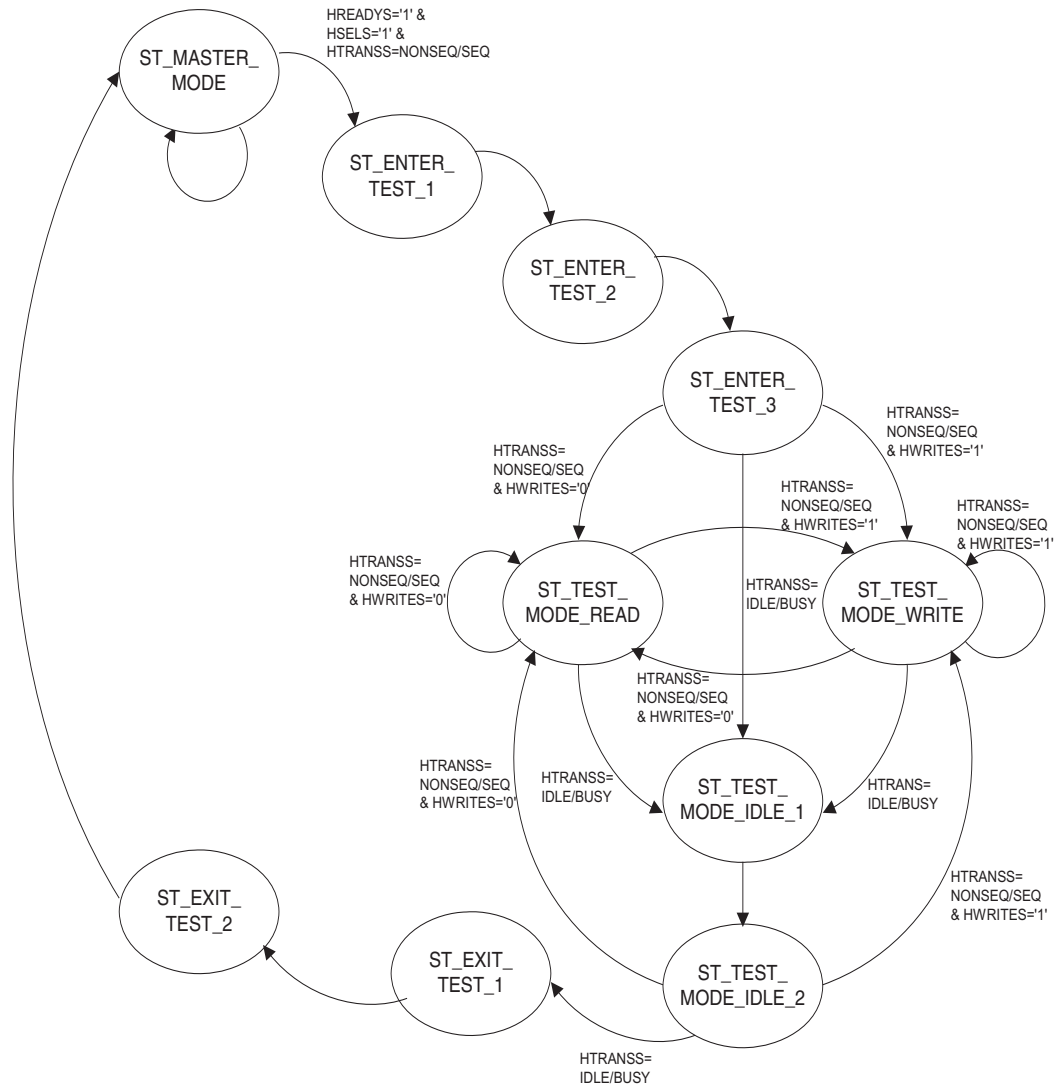 HREADYS='1' &
HSELS='1' &
HTRANSS=NONSEQ/SEQ
ST_MASTER_
MODE
ST_ENTER_
TEST_1
ST_ENTER_
TEST_2
ST_ENTER_
TEST_3
HTRANSS=
NONSEQ/SEQ
& HWRITES='1'
HTRANSS=
NONSEQ/SEQ
& HWRITES='0'
HTRANSS=
NONSEQ/SEQ
& HWRITES='1'
HTRANSS=
NONSEQ/SEQ
& HWRITES='1'
HTRANSS=
NONSEQ/SEQ
& HWRITES='0'
ST_TEST_
MODE_READ
HTRANSS=
IDLE/BUSY
ST_TEST_
MODE_WRITE
HTRANSS=
NONSEQ/SEQ
& HWRITES='0'
HTRANSS=
NONSEQ/SEQ
& HWRITES='0'
HTRANSS=
IDLE/BUSY
ST_TEST_
MODE_IDLE_1
HTRANS=
IDLE/BUSY
HTRANSS=
NONSEQ/SEQ
& HWRITES='1'
ST_EXIT_
TEST_2
ST_EXIT_
TEST_1
ST_TEST_
MODE_IDLE_2
HTRANSS=
IDLE/BUSY